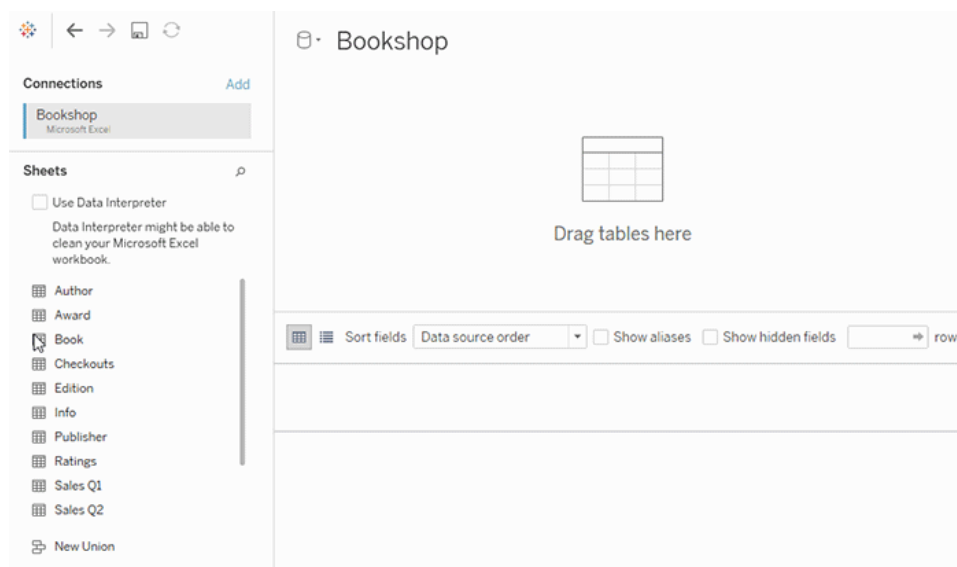 Bookshop
Connections
Add
Bookshop
Microsoft Excel
Sheets
Use Data Interpreter
Data Interpreter might be able to
clean your Microsoft Excel
workbook.
Author
Award
Book
Checkouts
Edition
Info
Publisher
Ratings
Sales Q1
Sales Q2
New Union
Drag tables here
Sort fields
Data source order
Show aliases
Show hidden fields
row